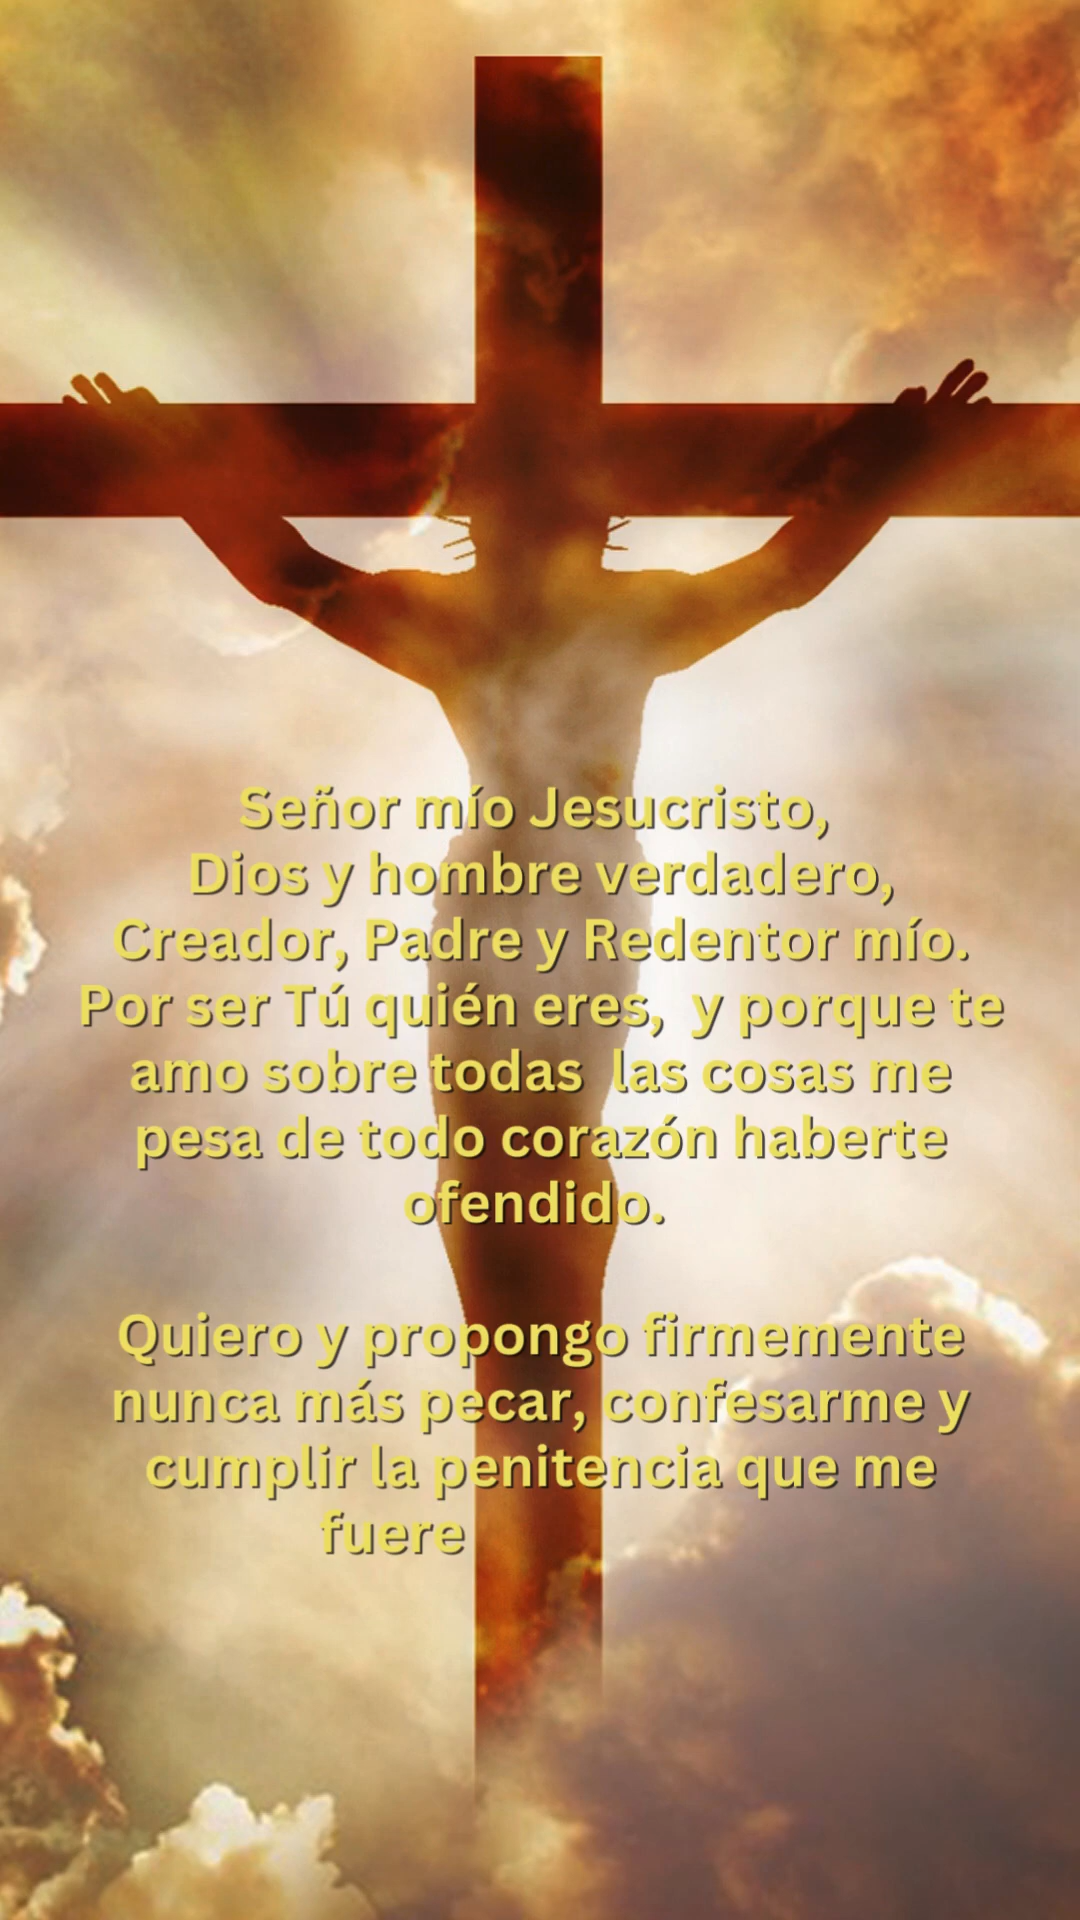 Señor mío Jesucristo,
Dios y hombre verdadero,
Creador, Padre y Redentor mío.
Por ser Tú quién eres,  y porque te
amo sobre todas  las cosas me
pesa de todo corazón haberte
ofendido.
Quiero y propongo firmemente
nunca más pecar, confesarme y
cumplir la penitencia que me
fuere